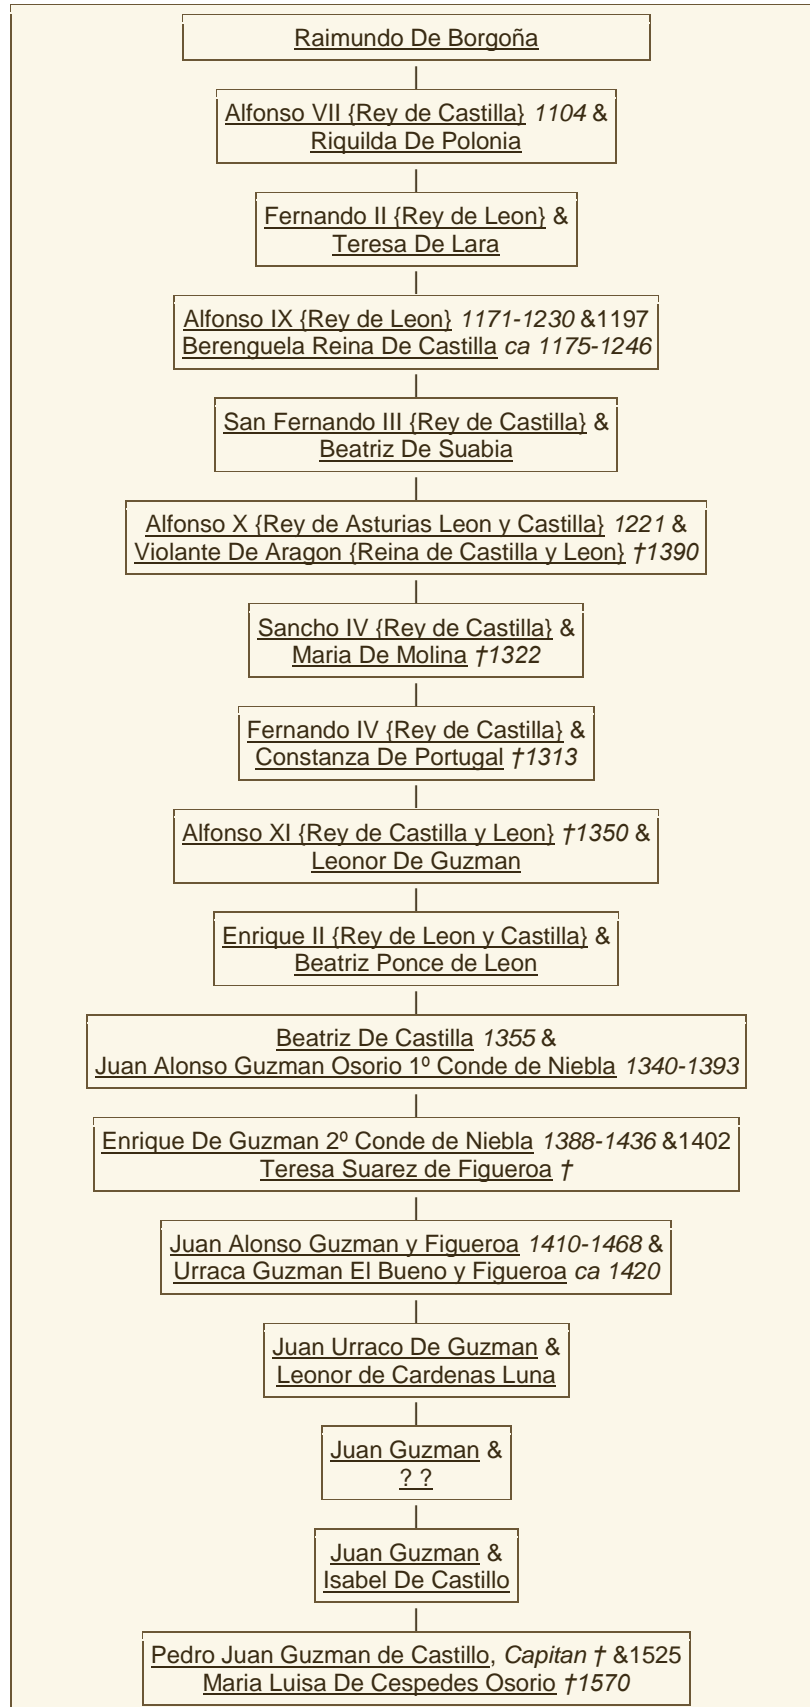 Raimundo De Borgoña
Alfonso VII {Rey de Castilla} 1104 &
Riquilda De Polonia
Fernando II {Rey de Leon} &
Teresa De Lara
Alfonso IX {Rey de Leon} 1171-1230 &1197
Berenguela Reina De Castilla ca 1175-1246
San Fernando III {Rey de Castilla} &
Beatriz De Suabia
Alfonso X {Rey de Asturias Leon y Castilla} 1221 &
Violante De Aragon {Reina de Castilla y Leon} †1390
Sancho IV {Rey de Castilla} &
Maria De Molina †1322
Fernando IV {Rey de Castilla} &
Constanza De Portugal †1313
Alfonso XI {Rey de Castilla y Leon} †1350 &
Leonor De Guzman
Enrique II {Rey de Leon y Castilla} &
Beatriz Ponce de Leon
Beatriz De Castilla 1355 &
Juan Alonso Guzman Osorio 1º Conde de Niebla 1340-1393
Enrique De Guzman 2º Conde de Niebla 1388-1436 &1402
Teresa Suarez de Figueroa †
Juan Alonso Guzman y Figueroa 1410-1468 &
Urraca Guzman El Bueno y Figueroa ca 1420
Juan Urraco De Guzman &
Leonor de Cardenas Luna
Juan Guzman &
? ?
Juan Guzman &
Isabel De Castillo
Pedro Juan Guzman de Castillo, Capitan † &1525
Maria Luisa De Cespedes Osorio †1570